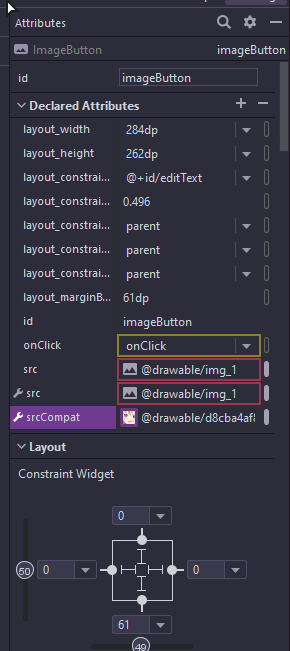 Attributes
ImageButton imageButton
id imageButton
Declared Attributes
layout_width 284dp
layout_height 262dp
layout_constrai... @+id/editText
layout_constrai... 0.496
layout_constrai... parent
layout_constrai... parent
layout_constrai... parent
layout_marginB... 61dp
id imageButton
onClick onClick
src @drawable/img_1
src @drawable/img_1
srcCompat @drawable/d8cba4af8
Layout
Constraint Widget
0
50 0 0
61
49